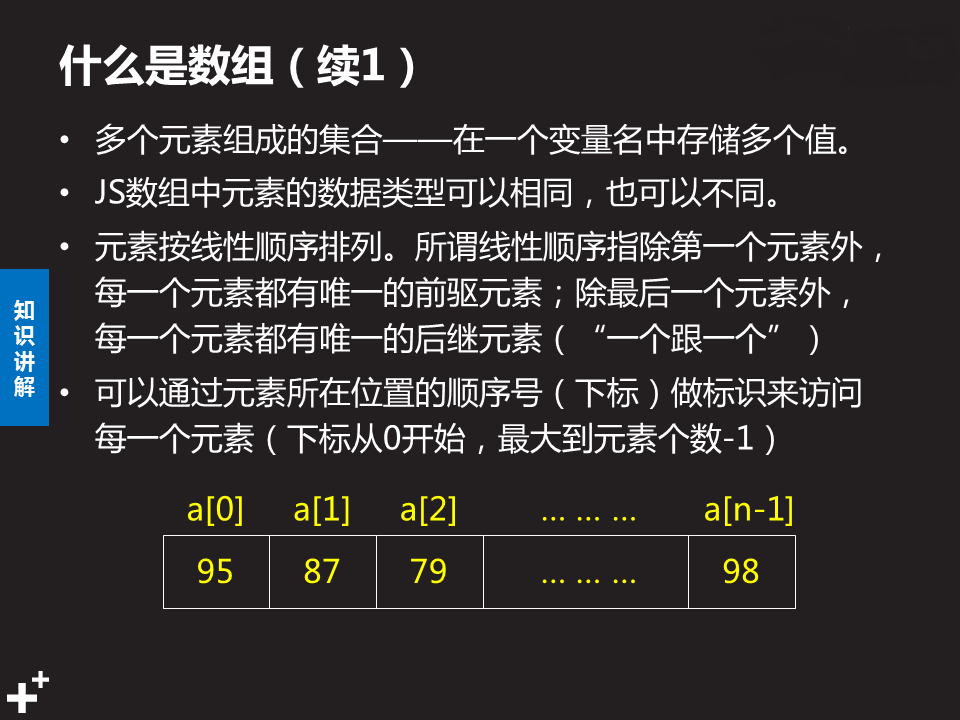 什么是数组（续1）
• 多个元素组成的集合——在一个变量名中存储多个值。
• JS数组中元素的数据类型可以相同，也可以不同。
• 元素按线性顺序排列。所谓线性顺序指除第一个元素外，
每一个元素都有唯一的前驱元素；除最后一个元素外，
每一个元素都有唯一的后继元素（“一个跟一个”）
• 可以通过元素所在位置的顺序号（下标）做标识来访问
每一个元素（下标从0开始，最大到元素个数-1）
知识讲解
a[0] a[1] a[2] … … … a[n-1]
95 87 79 … … … 98